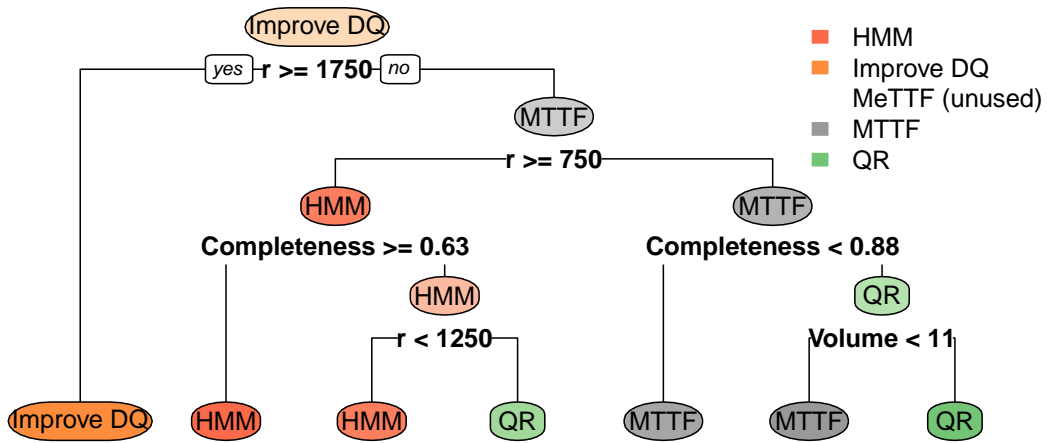 Improve DQ
yes r >= 1750 no
HMM
Improve DQ
MeTTF (unused)
MTTF
QR
MTTF
r >= 750
HMM MTTF
Completeness >= 0.63 Completeness < 0.88
HMM QR
r < 1250 Volume < 11
Improve DQ HMM HMM QR MTTF MTTF QR